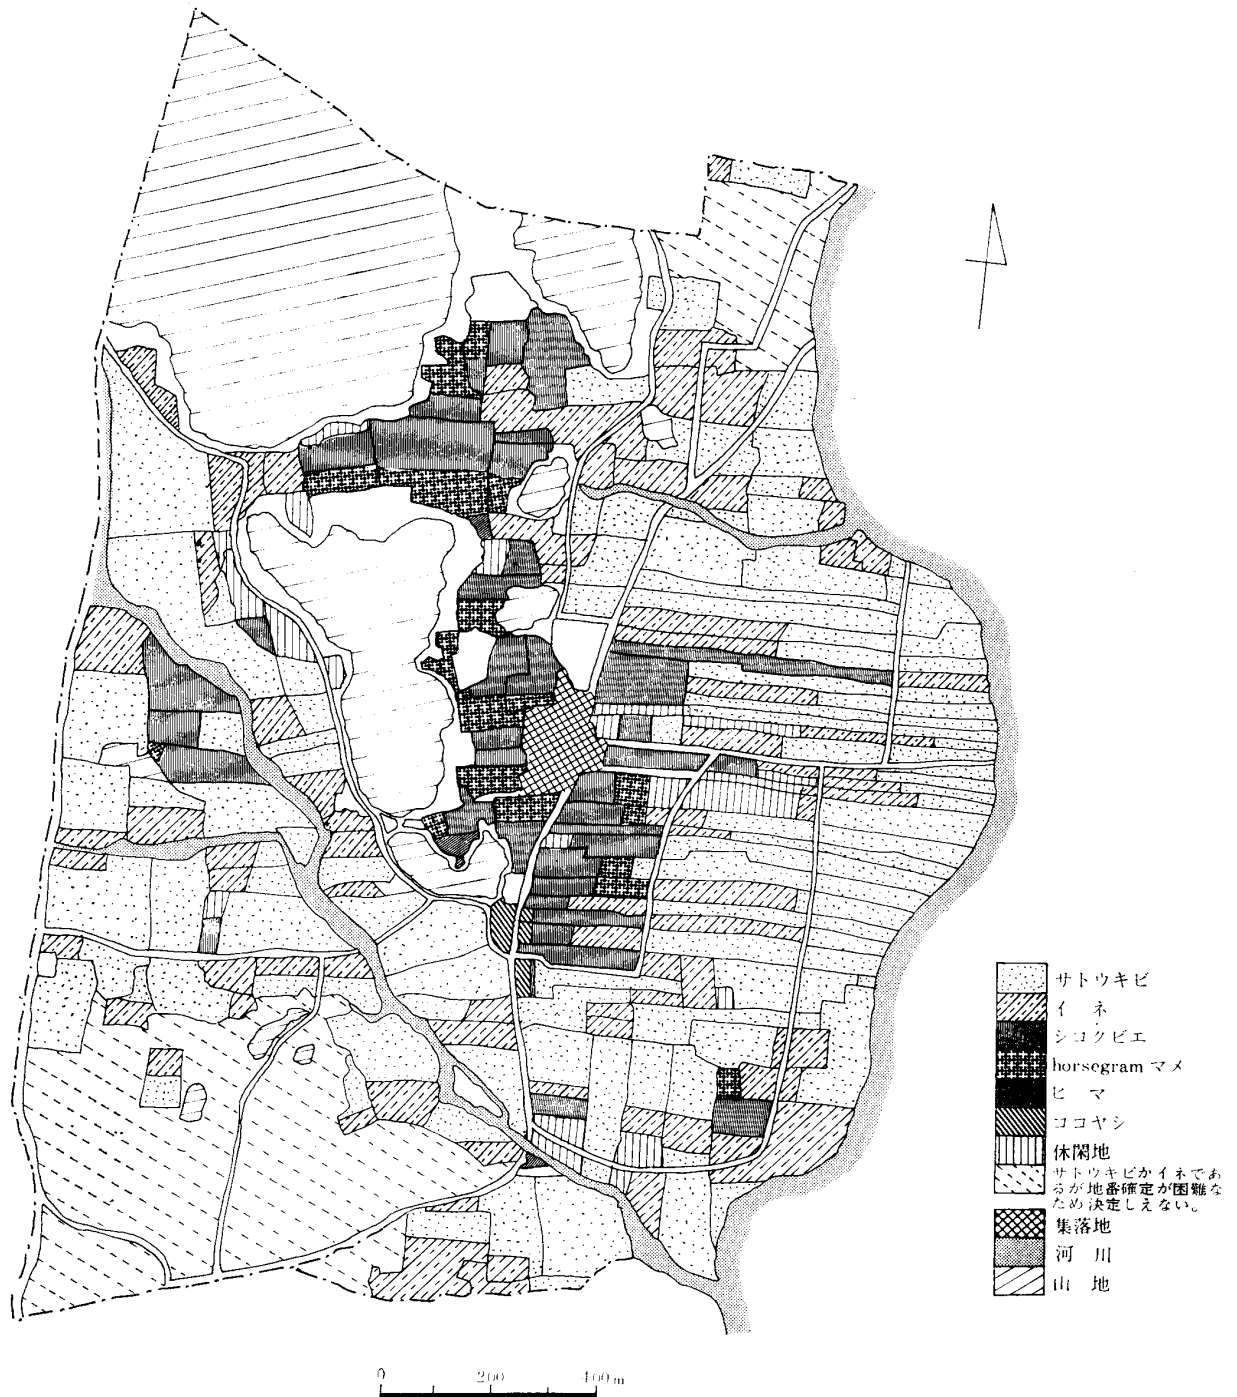 サトウキビ
イ ネ
シコクビエ
horsegram マメ
ヒ マ
ココヤシ
休閑地
サトウキビかイネであ
るが地番確定が困難な
ため決定しえない。
集落地
河 川
山 地
0 200 400m